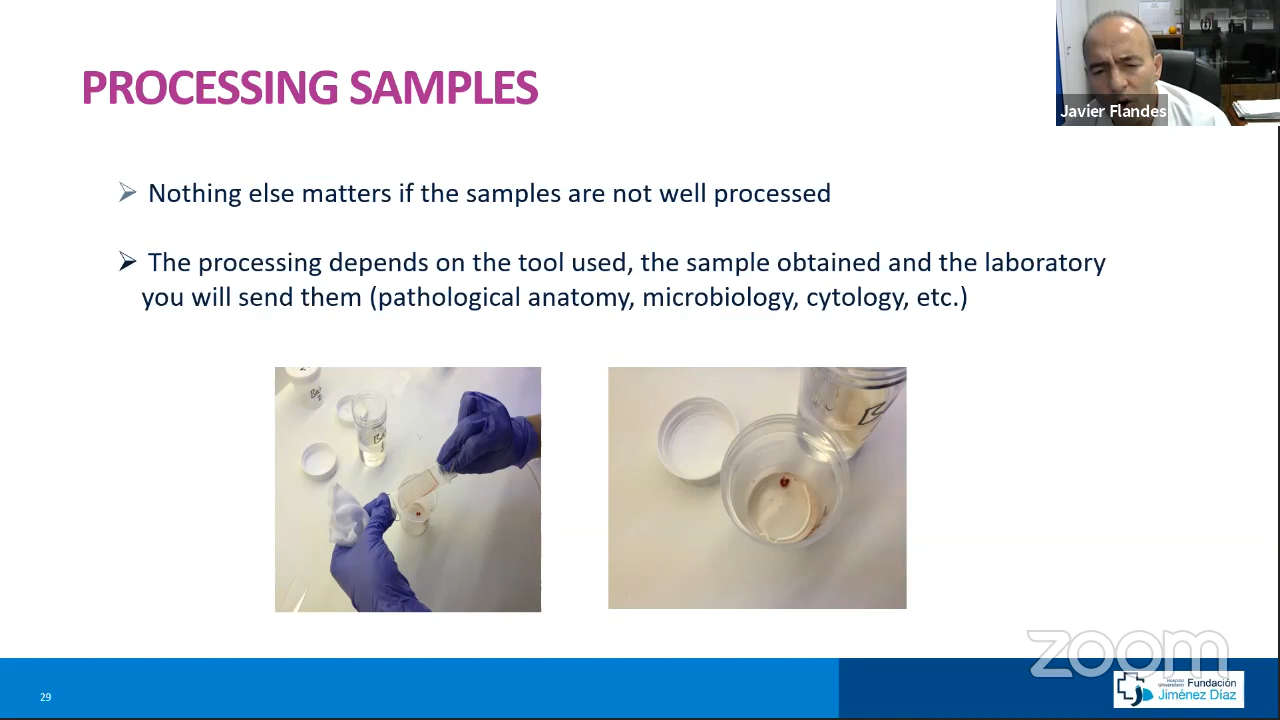 PROCESSING SAMPLES
Javier Flandes
Nothing else matters if the samples are not well processed
The processing depends on the tool used, the sample obtained and the laboratory
you will send them (pathological anatomy, microbiology, cytology, etc.)
zoom
29
Hospital
Universitario
Fundación
Jiménez Díaz